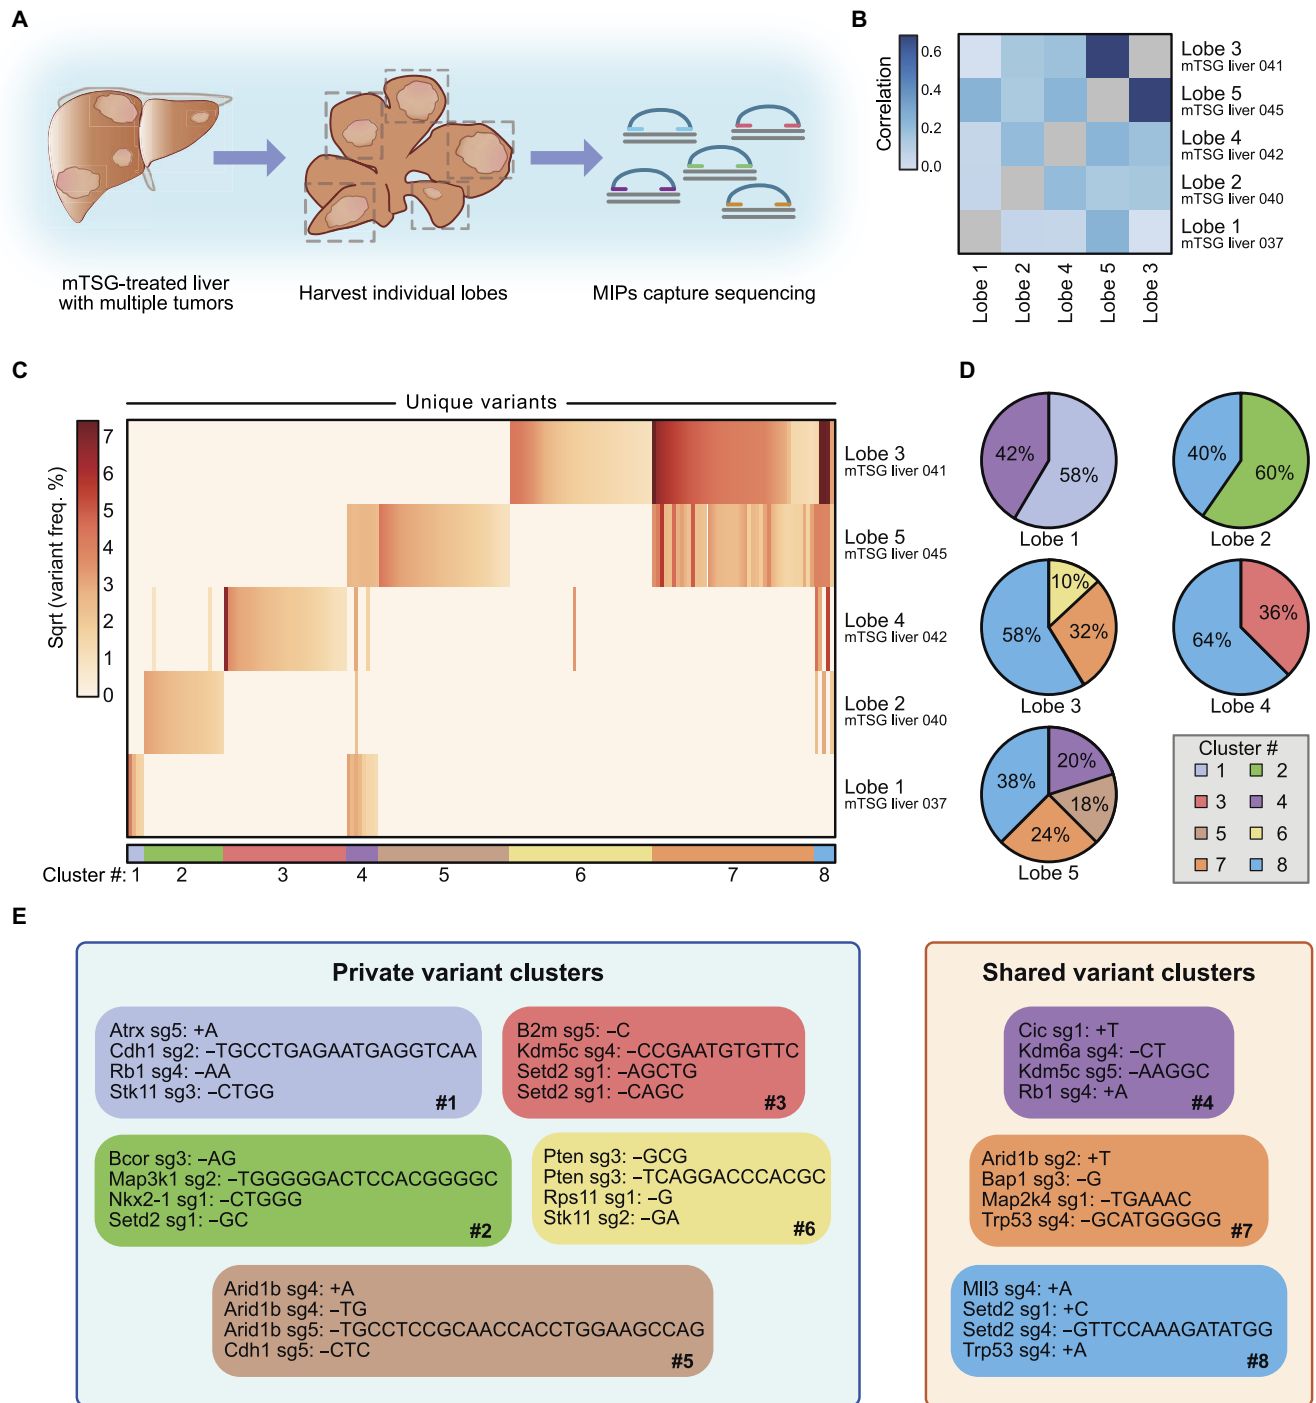 A
mTSG-treated liver
with multiple tumors
Harvest individual lobes
MIPs capture sequencing
B
Correlation
0.6
0.4
0.2
0.0
Lobe 3
mTSG liver 041
Lobe 5
mTSG liver 045
Lobe 4
mTSG liver 042
Lobe 2
mTSG liver 040
Lobe 1
mTSG liver 037
Lobe 1
Lobe 2
Lobe 4
Lobe 5
Lobe 3
C
Unique variants
Sqrt (variant freq. %)
7
6
5
4
3
2
1
0
Lobe 3
mTSG liver 041
Lobe 5
mTSG liver 045
Lobe 4
mTSG liver 042
Lobe 2
mTSG liver 040
Lobe 1
mTSG liver 037
Cluster #: 1 2 3 4 5 6 7 8
D
42%
58%
Lobe 1
40%
60%
Lobe 2
10%
58%
32%
Lobe 3
36%
64%
Lobe 4
20%
38%
18%
24%
Lobe 5
Cluster #
1 2
3 4
5 6
7 8
E
Private variant clusters
Atrx sg5: +A
Cdh1 sg2: –TGCCTGAGAATGAGGTCAA
Rb1 sg4: –AA
Stk11 sg3: –CTGG
#1
B2m sg5: –C
Kdm5c sg4: –CCGAATGTGTTC
Setd2 sg1: –AGCTG
Setd2 sg1: –CAGC
#3
Bcor sg3: –AG
Map3k1 sg2: –TGGGGGACTCCACGGGGC
Nkx2-1 sg1: –CTGGG
Setd2 sg1: –GC
#2
Pten sg3: –GCG
Pten sg3: –TCAGGACCCACGC
Rps11 sg1: –G
Stk11 sg2: –GA
#6
Arid1b sg4: +A
Arid1b sg4: –TG
Arid1b sg5: –TGCCTCCGCAACCACCTGGAAGCCAG
Cdh1 sg5: –CTC
#5
Shared variant clusters
Cic sg1: +T
Kdm6a sg4: –CT
Kdm5c sg5: –AAGGC
Rb1 sg4: +A
#4
Arid1b sg2: +T
Bap1 sg3: –G
Map2k4 sg1: –TGAAAC
Trp53 sg4: –GCATGGGGG
#7
Mll3 sg4: +A
Setd2 sg1: +C
Setd2 sg4: –GTTCCAAAGATATGG
Trp53 sg4: +A
#8